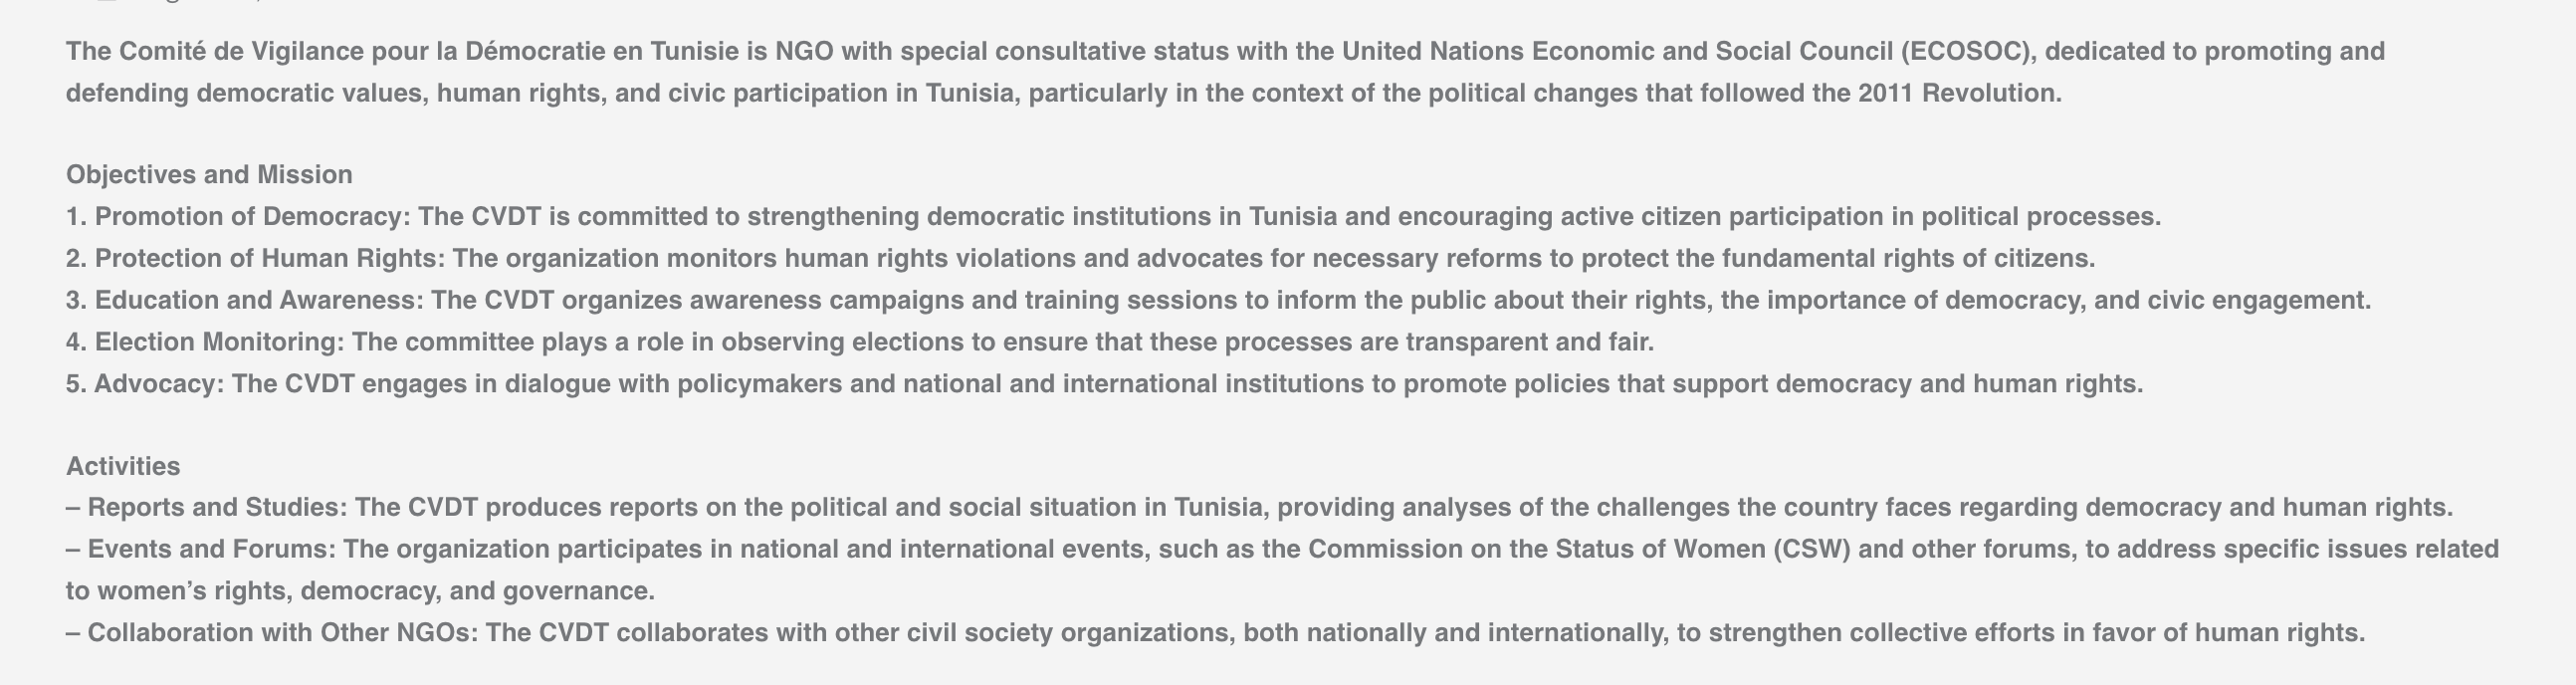 The Comité de Vigilance pour la Démocratie en Tunisie is NGO with special consultative status with the United Nations Economic and Social Council (ECOSOC), dedicated to promoting and
defending democratic values, human rights, and civic participation in Tunisia, particularly in the context of the political changes that followed the 2011 Revolution.
Objectives and Mission
1. Promotion of Democracy: The CVDT is committed to strengthening democratic institutions in Tunisia and encouraging active citizen participation in political processes.
2. Protection of Human Rights: The organization monitors human rights violations and advocates for necessary reforms to protect the fundamental rights of citizens.
3. Education and Awareness: The CVDT organizes awareness campaigns and training sessions to inform the public about their rights, the importance of democracy, and civic engagement.
4. Election Monitoring: The committee plays a role in observing elections to ensure that these processes are transparent and fair.
5. Advocacy: The CVDT engages in dialogue with policymakers and national and international institutions to promote policies that support democracy and human rights.
Activities
– Reports and Studies: The CVDT produces reports on the political and social situation in Tunisia, providing analyses of the challenges the country faces regarding democracy and human rights.
– Events and Forums: The organization participates in national and international events, such as the Commission on the Status of Women (CSW) and other forums, to address specific issues related
to women’s rights, democracy, and governance.
– Collaboration with Other NGOs: The CVDT collaborates with other civil society organizations, both nationally and internationally, to strengthen collective efforts in favor of human rights.